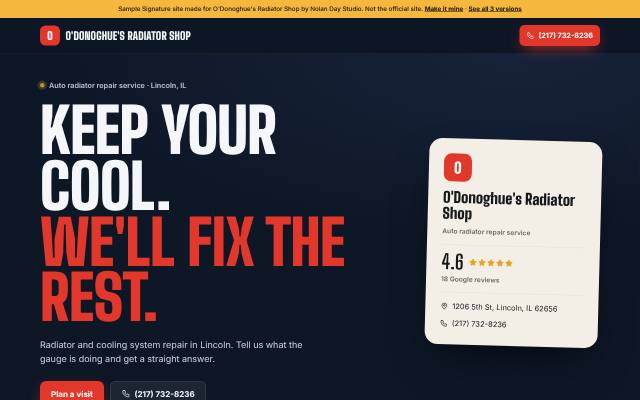 Sample Signature site made for O'Donoghue's Radiator Shop by Nolan Day Studio. Not the official site. Make it mine · See all 3 versions
O O'DONOGHUE'S RADIATOR SHOP
(217) 732-8236
Auto radiator repair service · Lincoln, IL
KEEP YOUR
COOL.
WE'LL FIX THE
REST.
Radiator and cooling system repair in Lincoln. Tell us what the
gauge is doing and get a straight answer.
Plan a visit
(217) 732-8236
O
O'Donoghue's Radiator
Shop
Auto radiator repair service
4.6 ★★★★★
18 Google reviews
1206 5th St, Lincoln, IL 62656
(217) 732-8236